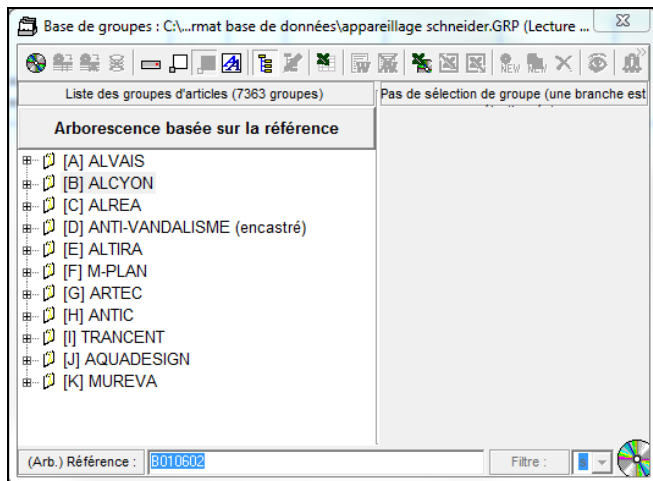 Base de groupes : C:\...rmat base de données\appareillage schneider.GRP (Lecture ...
NEW NEW
Liste des groupes d'articles (7363 groupes)
Pas de sélection de groupe (une branche est
Arborescence basée sur la référence
[A] ALVAIS
[B] ALCYON
[C] ALREA
[D] ANTI-VANDALISME (encastré)
[E] ALTIRA
[F] M-PLAN
[G] ARTEC
[H] ANTIC
[I] TRANCENT
[J] AQUADESIGN
[K] MUREVA
(Arb.) Référence : B010602 Filtre : s